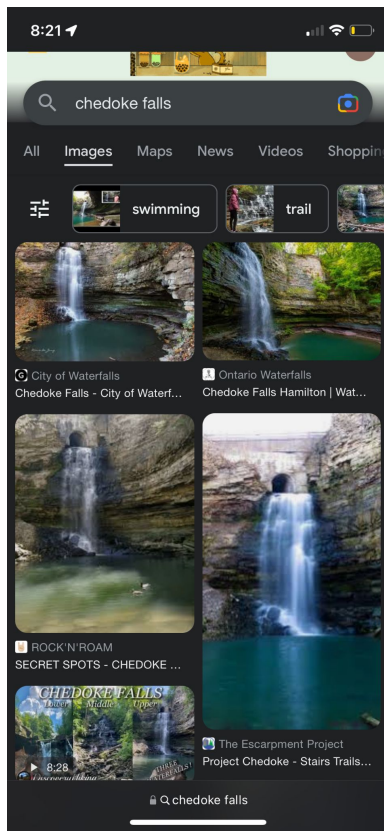 8:21
chedoke falls
All Images Maps News Videos Shoppin
swimming trail
City of Waterfalls
Chedoke Falls - City of Waterf...
Ontario Waterfalls
Chedoke Falls Hamilton | Wat...
ROCK'N'ROAM
SECRET SPOTS - CHEDOKE ...
The Escarpment Project
Project Chedoke - Stairs Trails...
CHEDOKE FALLS
Lower Middle Upper
8:28
THREE
WATERFALLS!
chedoke falls